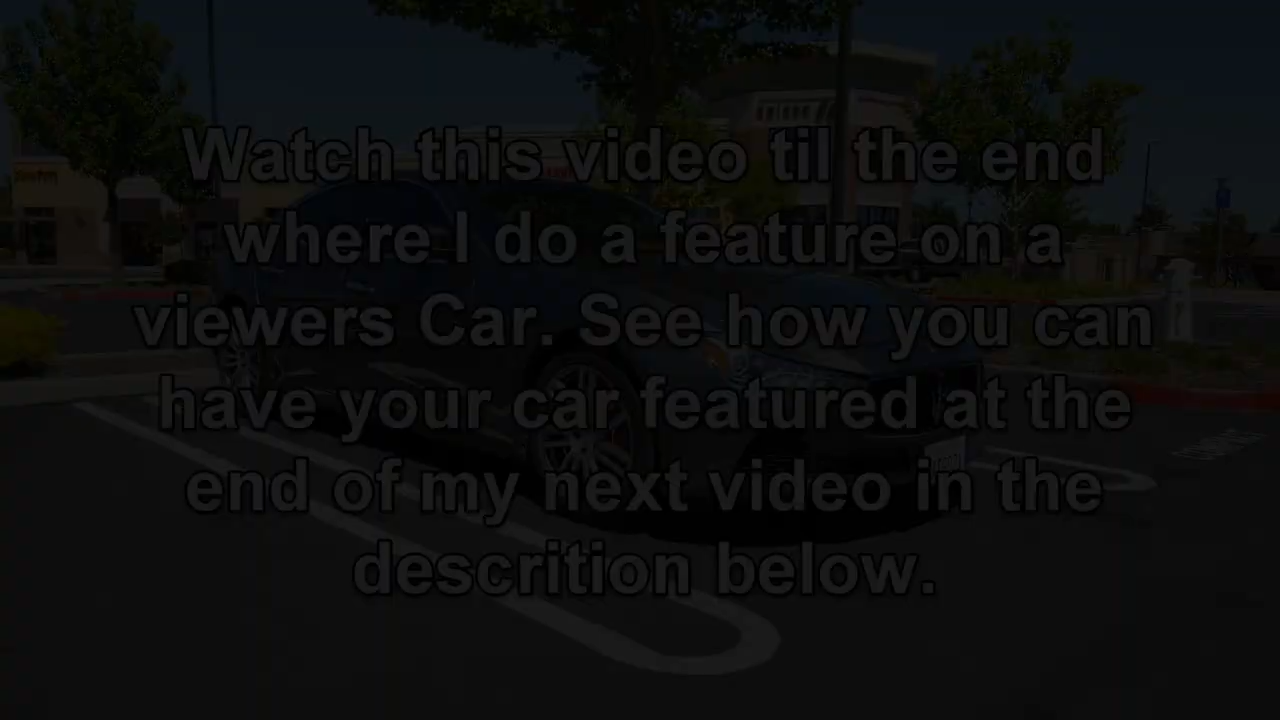 Watch this video til the end
where I do a feature on a
viewers Car. See how you can
have your car featured at the
end of my next video in the
descrition below.